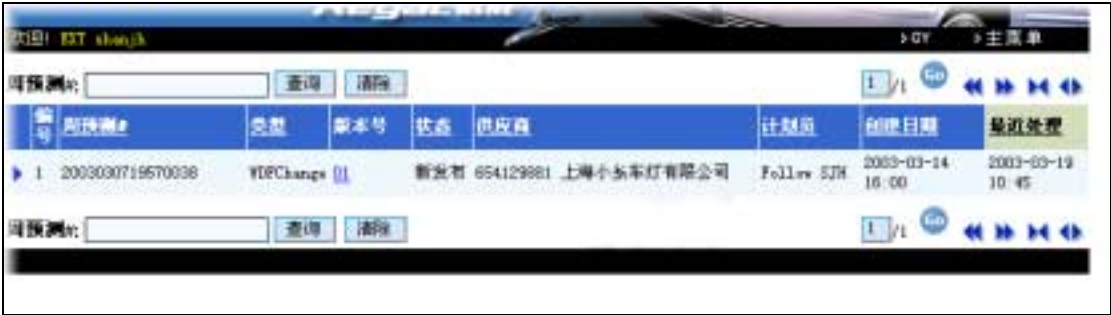 欢迎! EXT shenjh >GY >主菜单
周预测#: 查询 清除 1 /1 Go
编号 周预测# 类型 版本号 状态 供应商 计划员 创建日期 最近处理
1 2003030719570038 WDFChange 01 新发布 654129881 上海小糸车灯有限公司 Follow SJH 2003-03-14 16:00 2003-03-19 10:45
周预测#: 查询 清除 1 /1 Go